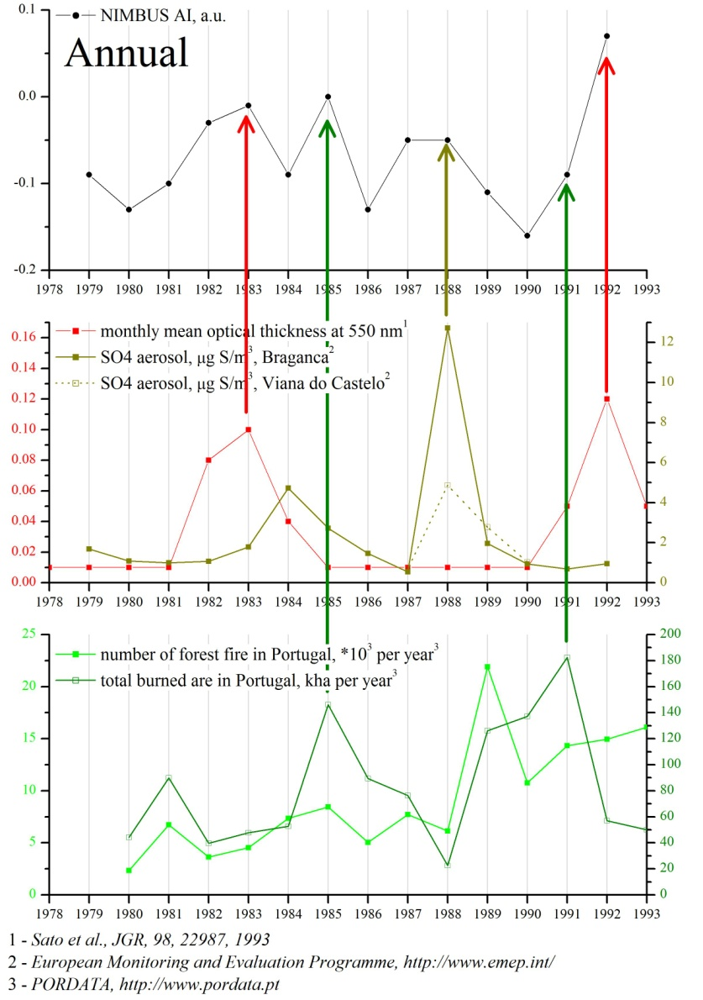 0.1
NIMBUS AI, a.u.
Annual
0.0
-0.1
-0.2
1978 1979 1980 1981 1982 1983 1984 1985 1986 1987 1988 1989 1990 1991 1992 1993
monthly mean optical thickness at 550 nm¹
SO4 aerosol, µg S/m³, Braganca²
SO4 aerosol, µg S/m³, Viana do Castelo²
0.16
0.14
0.12
0.10
0.08
0.06
0.04
0.02
0.00
12
10
8
6
4
2
0
1978 1979 1980 1981 1982 1983 1984 1985 1986 1987 1988 1989 1990 1991 1992 1993
number of forest fire in Portugal, *10³ per year³
total burned are in Portugal, kha per year³
25
20
15
10
5
0
200
180
160
140
120
100
80
60
40
20
0
1978 1979 1980 1981 1982 1983 1984 1985 1986 1987 1988 1989 1990 1991 1992 1993
1 - Sato et al., JGR, 98, 22987, 1993
2 - European Monitoring and Evaluation Programme, http://www.emep.int/
3 - PORDATA, http://www.pordata.pt